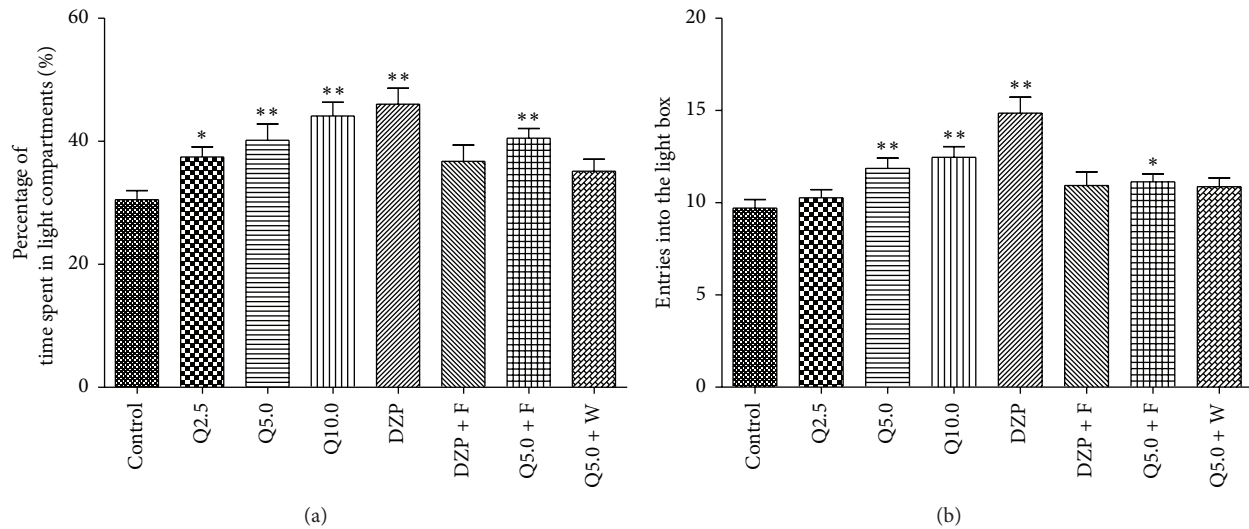 Percentage of
time spent in light compartments (%)
60
40
20
0
*
**
**
**
**
Control
Q2.5
Q5.0
Q10.0
DZP
DZP + F
Q5.0 + F
Q5.0 + W
(a)
Entries into the light box
20
15
10
5
0
**
**
**
*
Control
Q2.5
Q5.0
Q10.0
DZP
DZP + F
Q5.0 + F
Q5.0 + W
(b)